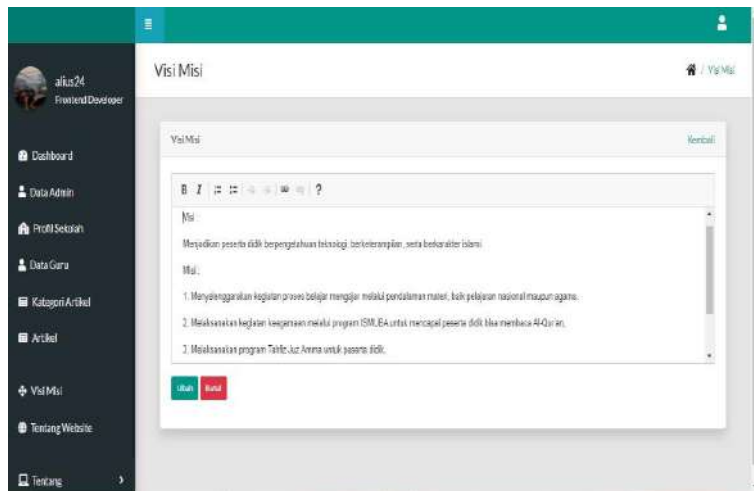 alius24
Frontend Developer
Dashboard
Data Admin
Profil Sekolah
Data Guru
Kategori Artikel
Artikel
Visi Misi
Tentang Website
Tentang
Visi Misi
/ Visi Misi
Visi Misi
Kembali
B I ?
Visi :
Menjadikan peserta didik berpengetahuan teknologi, berketerampilan, serta berkarakter islami
Misi :
1. Menyelenggarakan kegiatan proses belajar mengajar melalui pendalaman materi, baik pelajaran nasional maupun agama.
2. Melaksanakan kegiatan keagamaan melalui program ISMUBA untuk mencapai peserta didik bisa membaca Al-Qur'an.
3. Melaksanakan program Tahfiz Juz Amma untuk peserta didik.
Ubah Batal